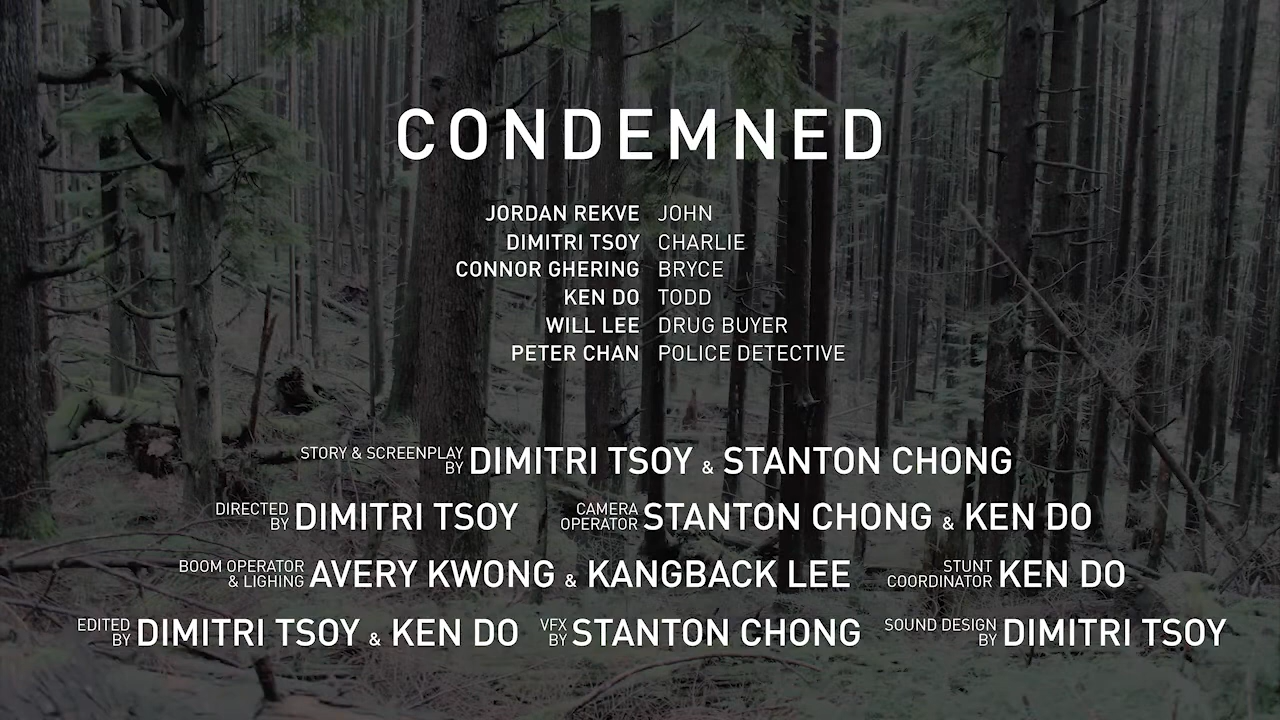 CONDEMNED
JORDAN REKVE JOHN
DIMITRI TSOY CHARLIE
CONNOR GHERING BRYCE
KEN DO TODD
WILL LEE DRUG BUYER
PETER CHAN POLICE DETECTIVE
STORY & SCREENPLAY BY DIMITRI TSOY & STANTON CHONG
DIRECTED BY DIMITRI TSOY CAMERA OPERATOR STANTON CHONG & KEN DO
BOOM OPERATOR & LIGHING AVERY KWONG & KANGBACK LEE STUNT COORDINATOR KEN DO
EDITED BY DIMITRI TSOY & KEN DO VFX BY STANTON CHONG SOUND DESIGN BY DIMITRI TSOY